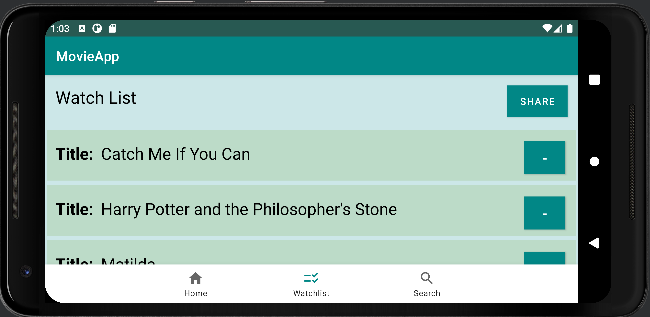 1:03
MovieApp
Watch List
SHARE
Title: Catch Me If You Can
-
Title: Harry Potter and the Philosopher's Stone
-
Title: Matilda
Home
Watchlist
Search